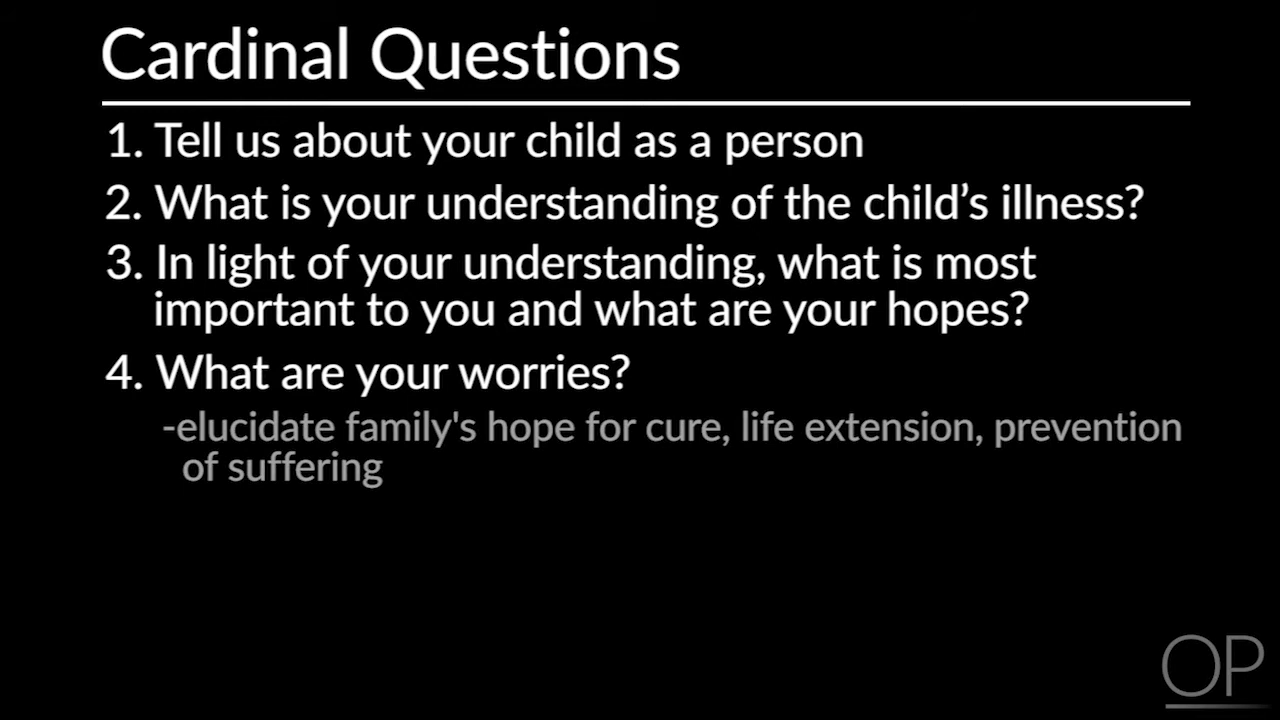 Cardinal Questions
1. Tell us about your child as a person
2. What is your understanding of the child’s illness?
3. In light of your understanding, what is most
important to you and what are your hopes?
4. What are your worries?
-elucidate family's hope for cure, life extension, prevention
of suffering
OP